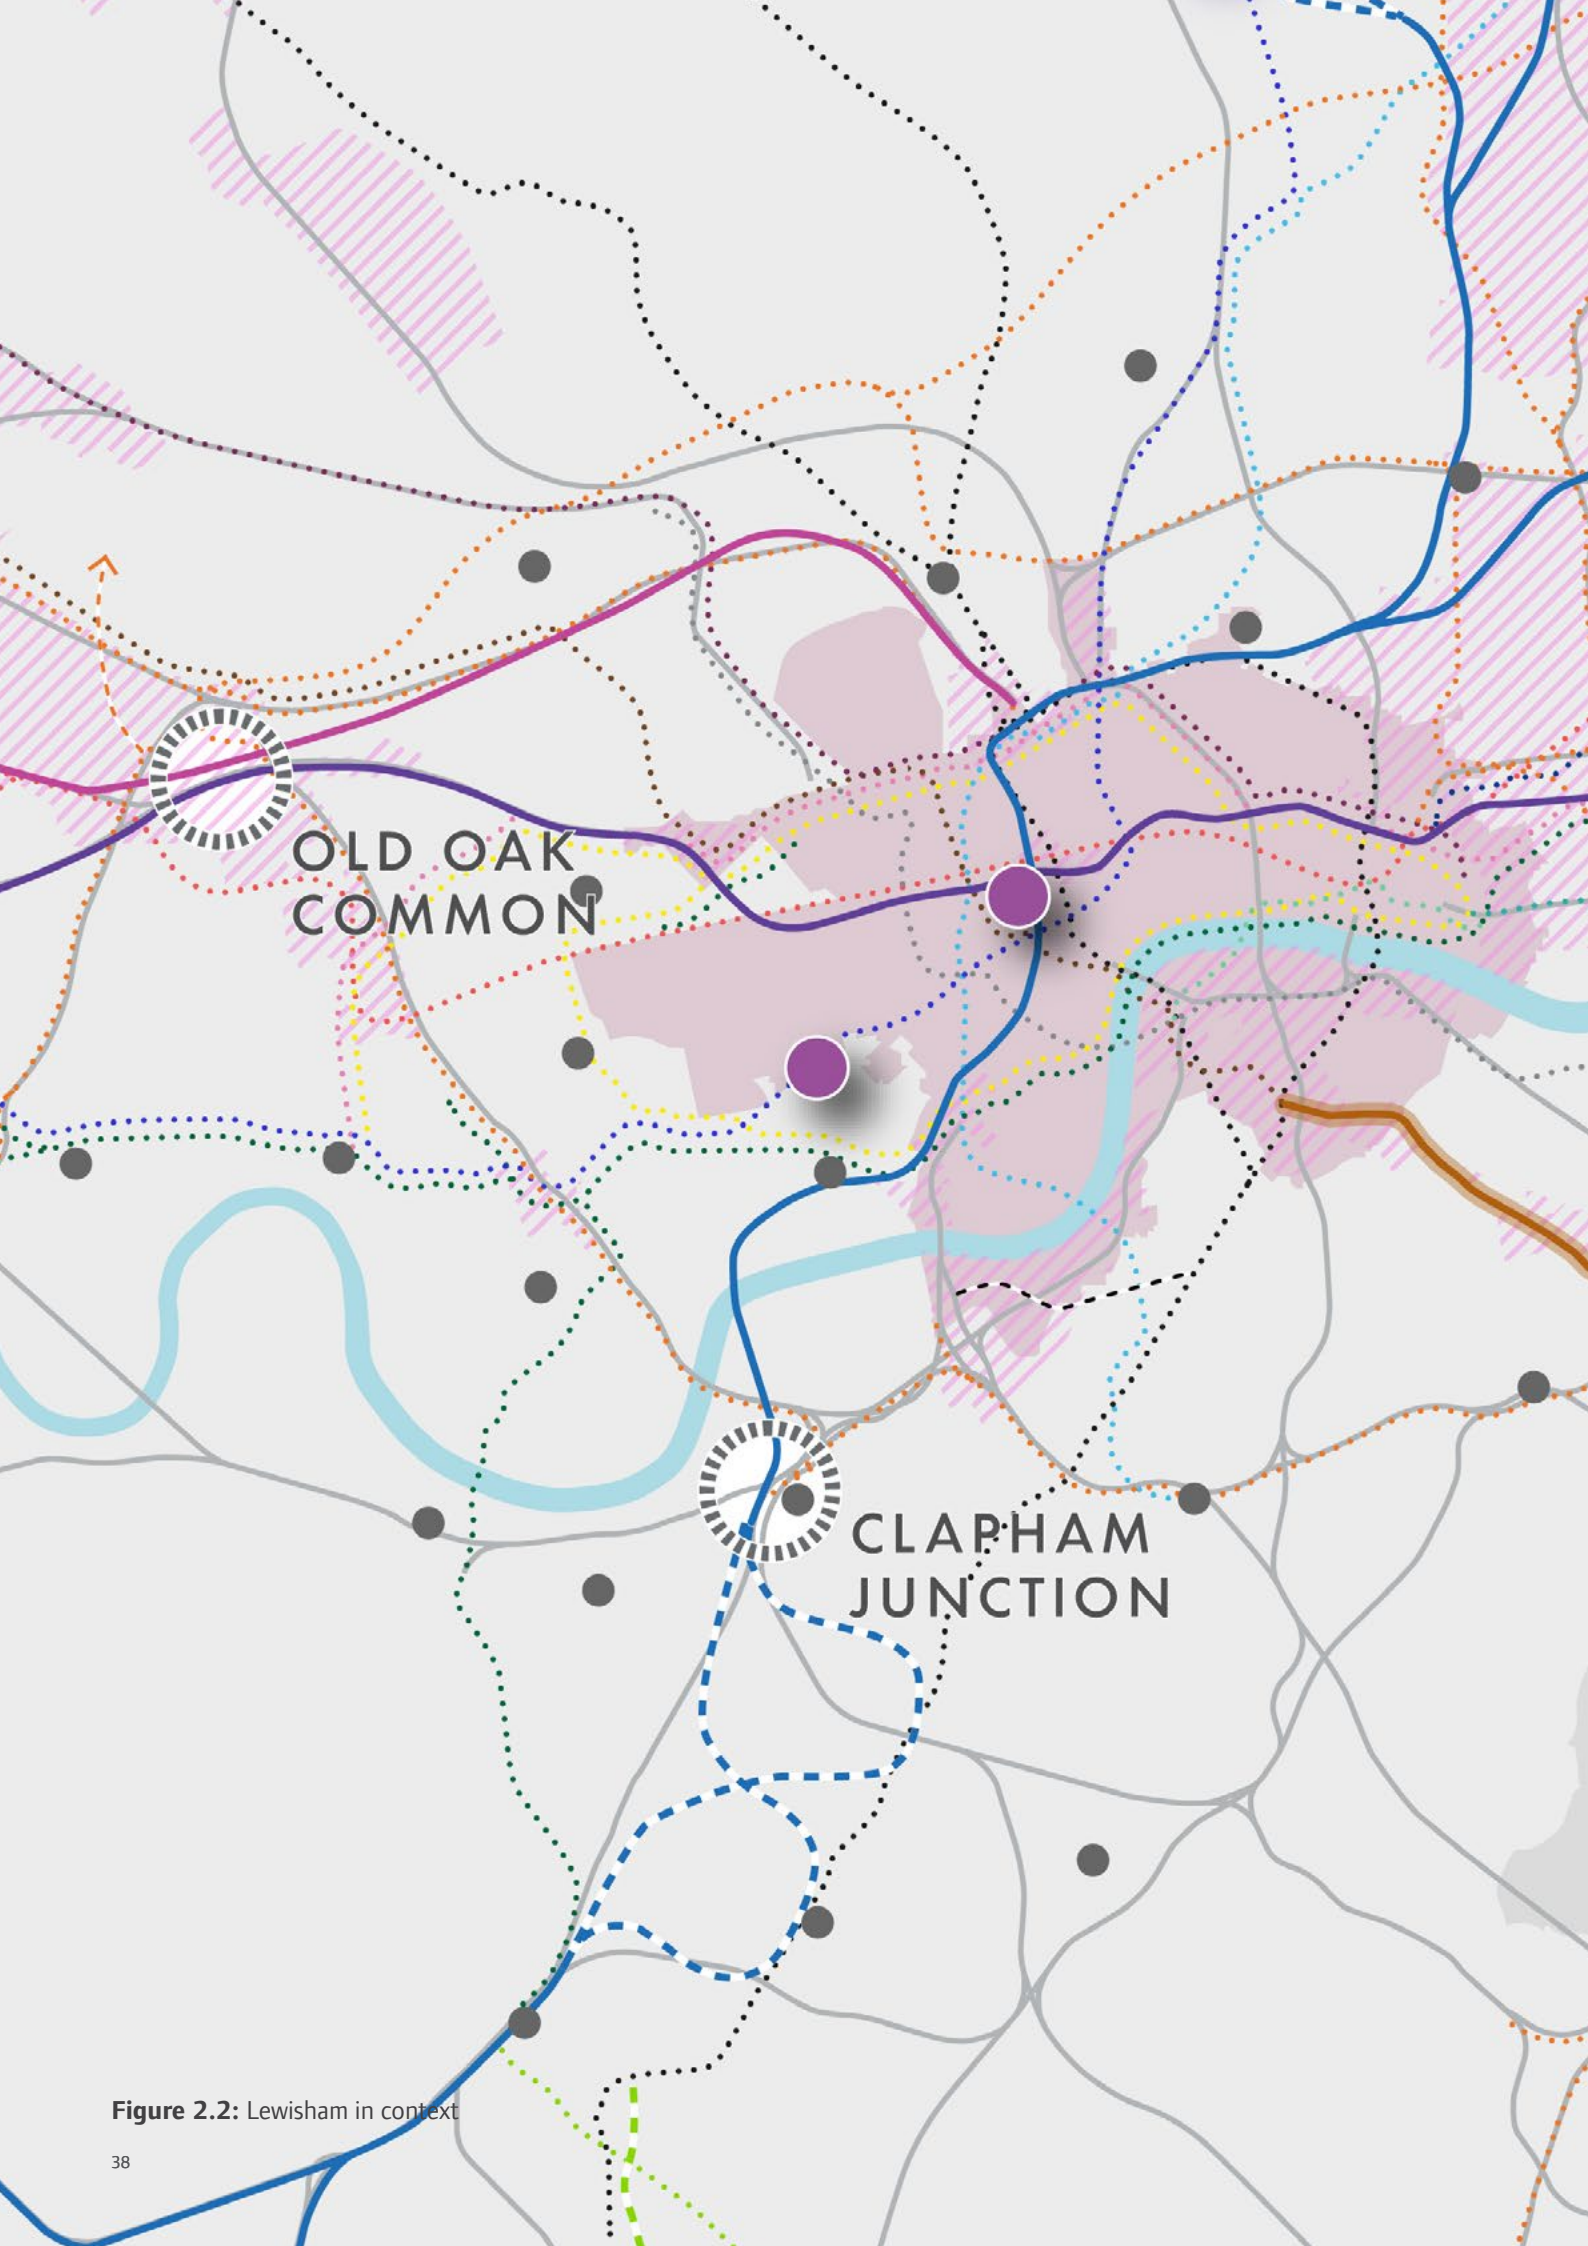 OLD OAK
COMMON
CLAPHAM
JUNCTION
Figure 2.2: Lewisham in context
38